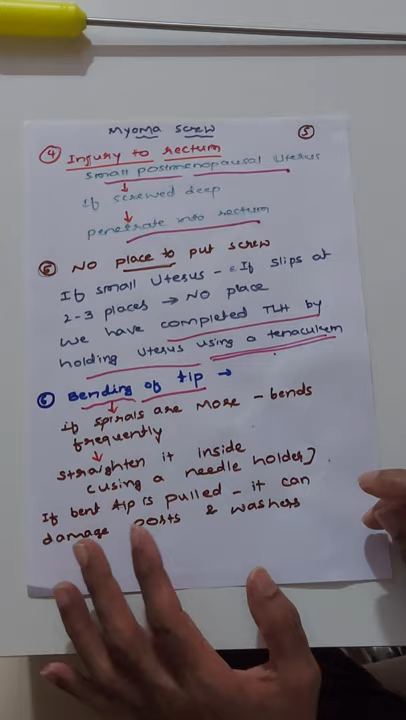 Myoma Screw
5
4 Injury to rectum
small postmenopausal Uterus
↓
if screwed deep
↓
penetrate into rectum
5 NO place to put screw
If small Uterus - If slips at
2-3 places → NO place
We have completed TLH by
holding Uterus using a tenaculum
6 Bending of tip →
↓
if spirals are More - bends
frequently
↓
straighten it inside
(using a needle holder)
If bent tip is pulled - it can
damage ports & washers